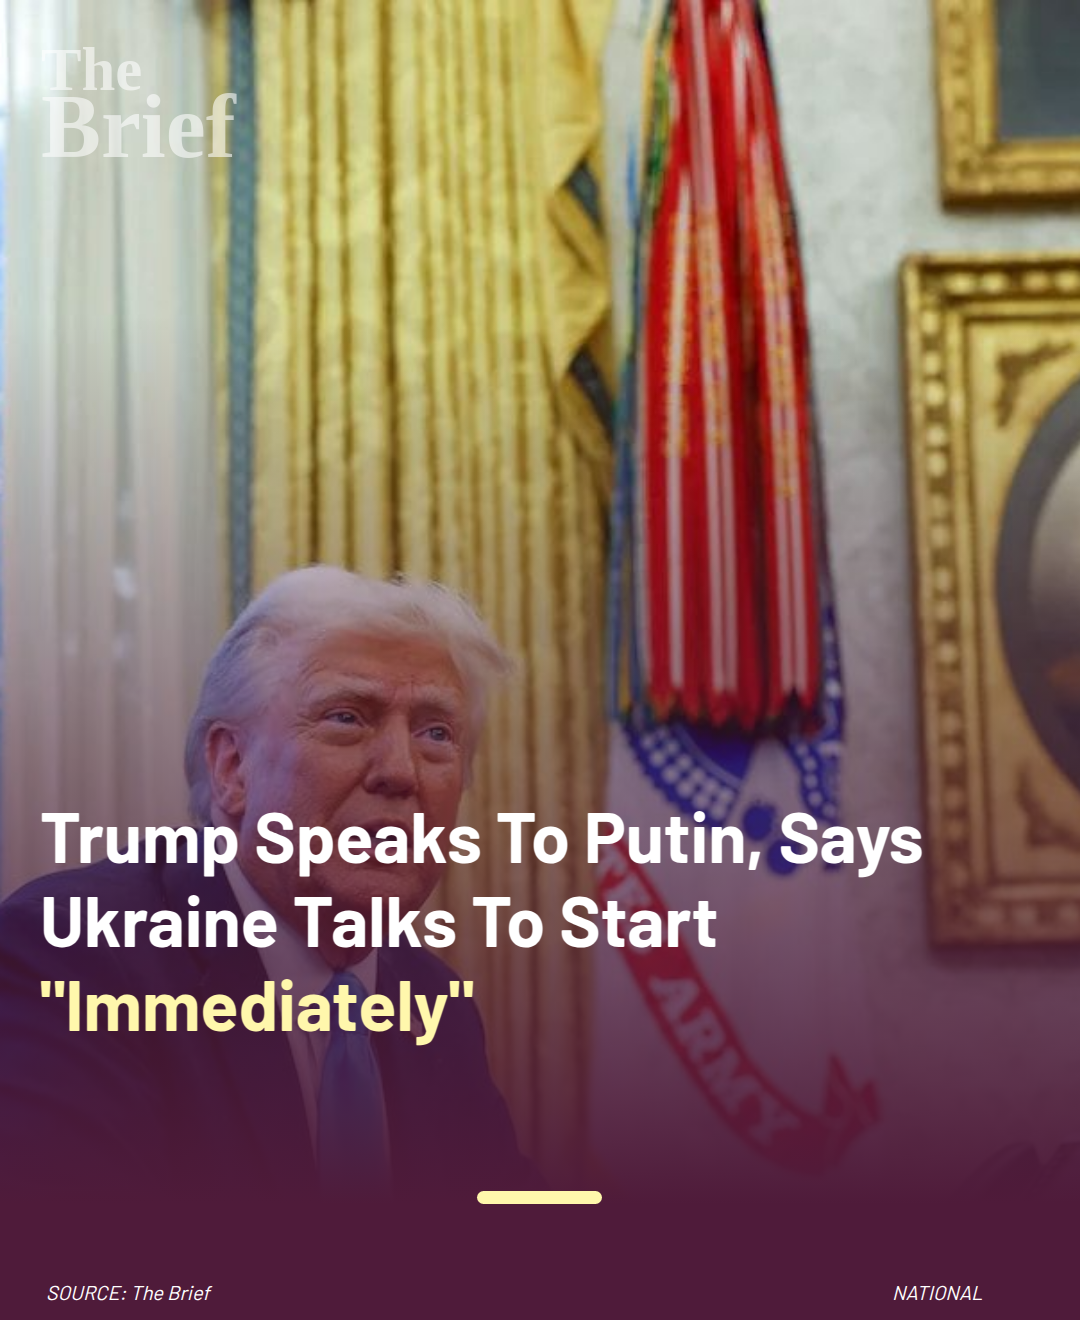 The
Brief
Trump Speaks To Putin, Says
Ukraine Talks To Start
"Immediately"
ARMY
SOURCE: The Brief
NATIONAL